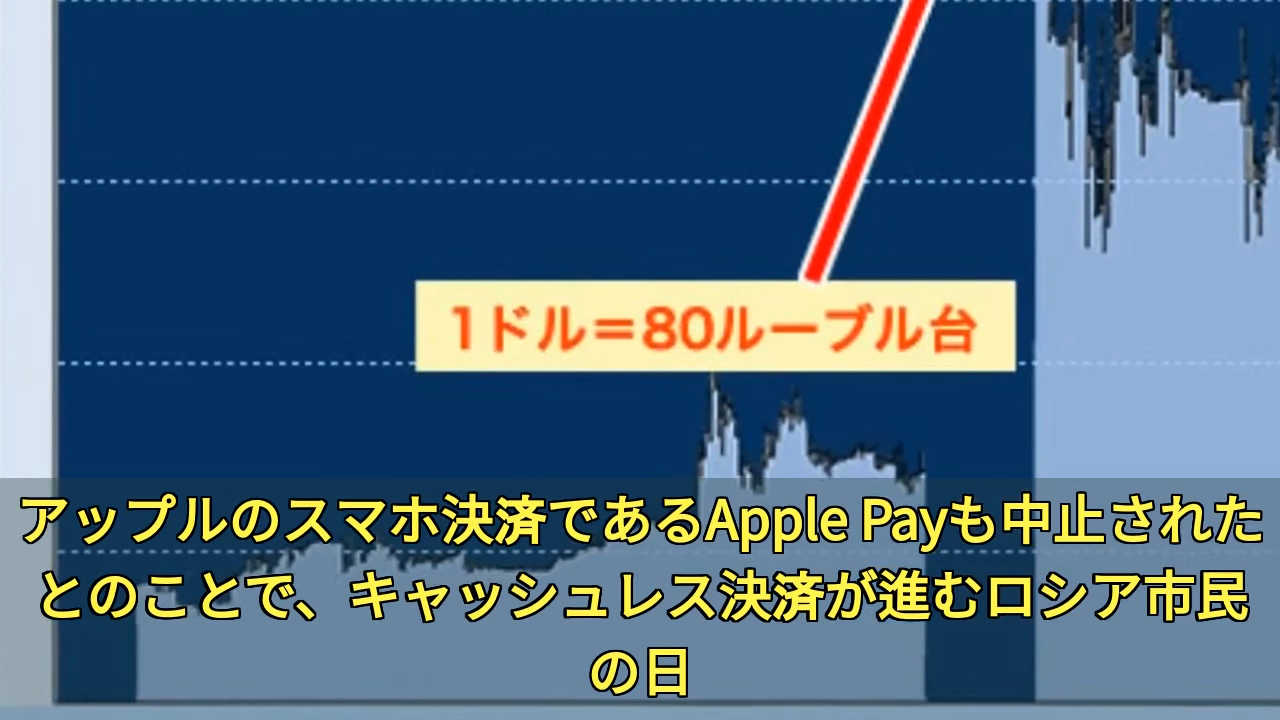 1ドル＝80ルーブル台
アップルのスマホ決済であるApple Payも中止された
とのことで、キャッシュレス決済が進むロシア市民
の日